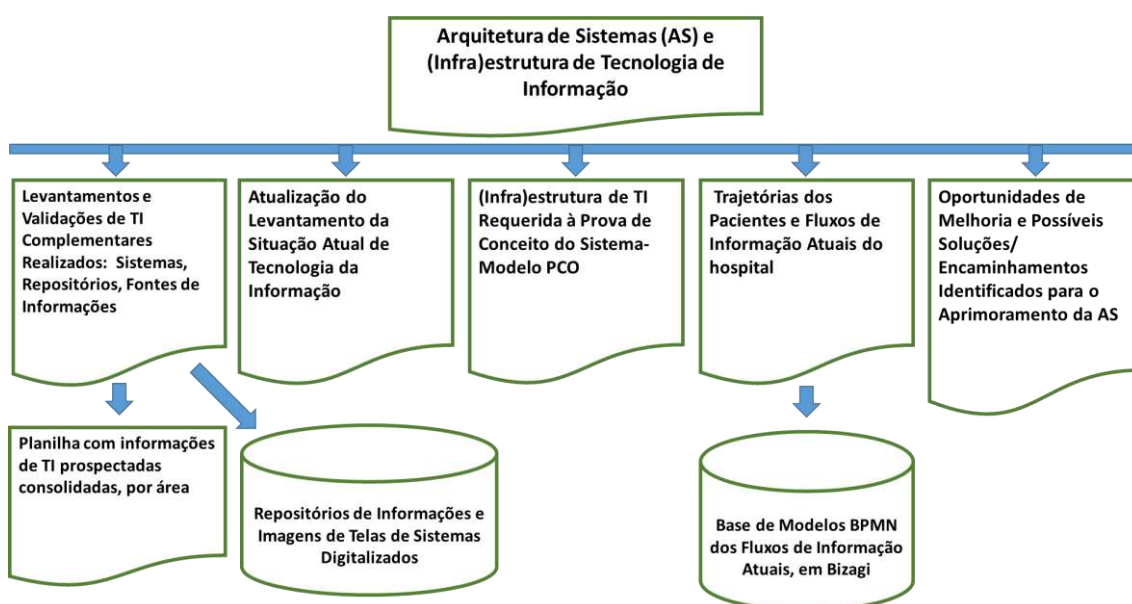 Arquitetura de Sistemas (AS) e
(Infra)estrutura de Tecnologia de
Informação
Levantamentos e
Validações de TI
Complementares
Realizados: Sistemas,
Repositórios, Fontes de
Informações
Atualização do
Levantamento da
Situação Atual de
Tecnologia da
Informação
(Infra)estrutura de TI
Requerida à Prova de
Conceito do Sistema-
Modelo PCO
Trajetórias dos
Pacientes e Fluxos de
Informação Atuais do
hospital
Oportunidades de
Melhoria e Possíveis
Soluções/
Encaminhamentos
Identificados para o
Aprimoramento da AS
Planilha com informações
de TI prospectadas
consolidadas, por área
Repositórios de Informações e
Imagens de Telas de Sistemas
Digitalizados
Base de Modelos BPMN
dos Fluxos de Informação
Atuais, em Bizagi